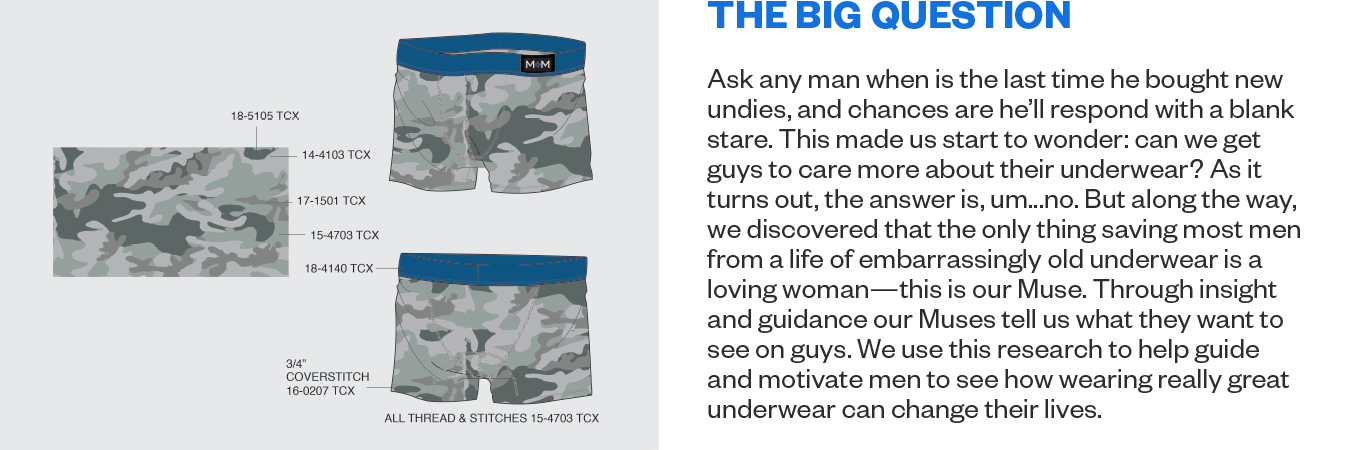 M M
18-5105 TCX
14-4103 TCX
17-1501 TCX
15-4703 TCX
18-4140 TCX
3/4"
COVERSTITCH
16-0207 TCX
ALL THREAD & STITCHES 15-4703 TCX
THE BIG QUESTION
Ask any man when is the last time he bought new
undies, and chances are he’ll respond with a blank
stare. This made us start to wonder: can we get
guys to care more about their underwear? As it
turns out, the answer is, um...no. But along the way,
we discovered that the only thing saving most men
from a life of embarrassingly old underwear is a
loving woman—this is our Muse. Through insight
and guidance our Muses tell us what they want to
see on guys. We use this research to help guide
and motivate men to see how wearing really great
underwear can change their lives.